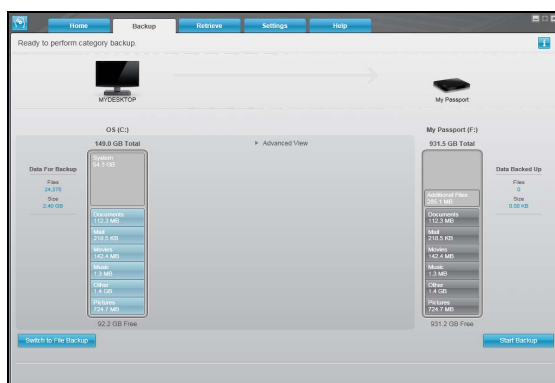 Home Backup Retrieve Settings Help
Ready to perform category backup.
MYDESKTOP
My Passport
OS (C:)
My Passport (F:)
149.0 GB Total
Advanced View
931.5 GB Total
Data For Backup
Files
24,378
Size
2.40 GB
System
54.3 GB
Documents
112.3 MB
Mail
218.5 KB
Movies
142.4 MB
Music
1.3 MB
Other
1.4 GB
Pictures
724.7 MB
92.2 GB Free
Additional Files
285.1 MB
Documents
112.3 MB
Mail
218.5 KB
Movies
142.4 MB
Music
1.3 MB
Other
1.4 GB
Pictures
724.7 MB
931.2 GB Free
Data Backed Up
Files
0
Size
0.00 KB
Switch to File Backup
Start Backup